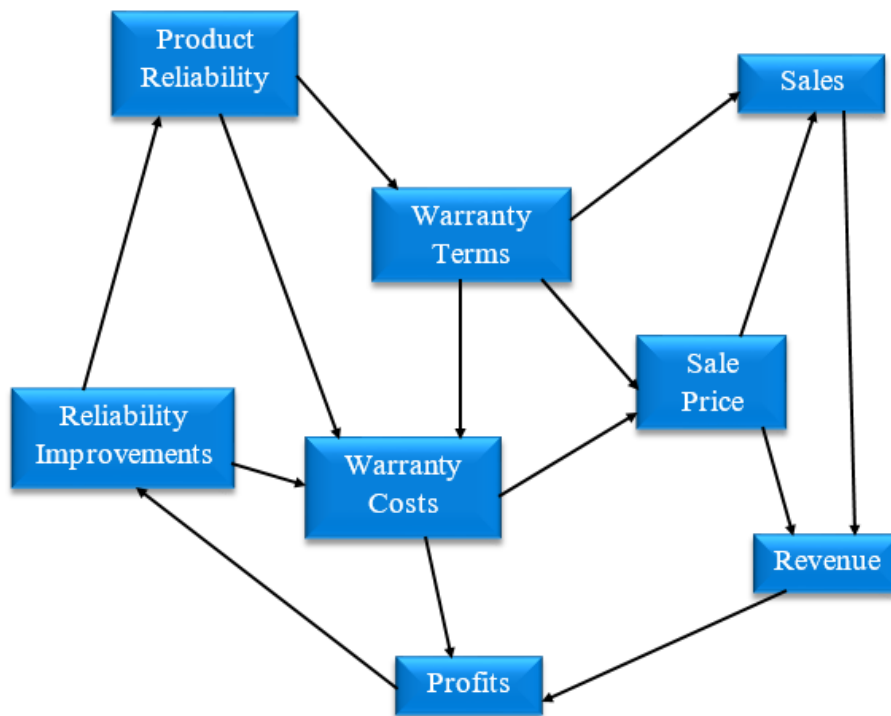 Product
Reliability
Sales
Warranty
Terms
Sale
Price
Reliability
Improvements
Warranty
Costs
Revenue
Profits